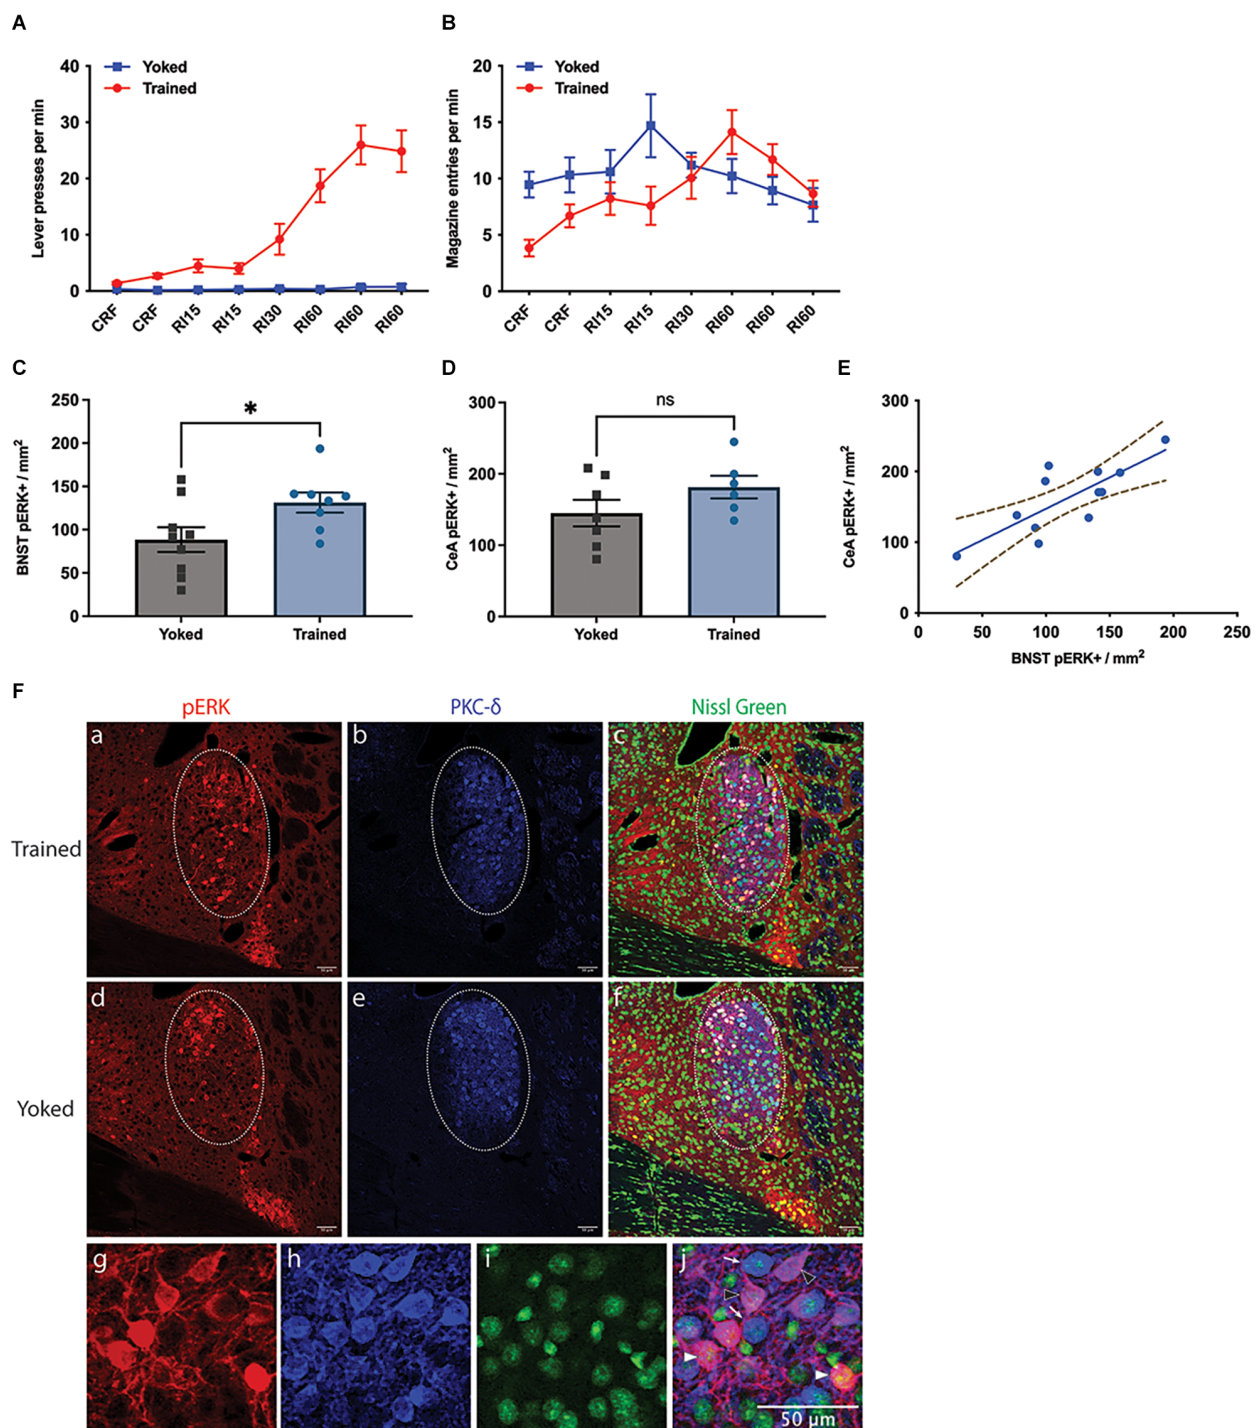 A
B
Yoked
Trained
Lever presses per min
40
30
20
10
0
CRF
CRF
RI15
RI15
RI30
RI60
RI60
RI60
Yoked
Trained
Magazine entries per min
20
15
10
5
0
CRF
CRF
RI15
RI15
RI30
RI60
RI60
RI60
C
D
E
BNST pERK+ / mm²
250
200
150
100
50
0
*
Yoked
Trained
CeA pERK+ / mm²
300
200
100
0
ns
Yoked
Trained
CeA pERK+ / mm²
300
200
100
0
0
50
100
150
200
250
BNST pERK+ / mm²
F
pERK
PKC-δ
Nissl Green
Trained
a
b
c
Yoked
d
e
f
g
h
i
j
50 µm